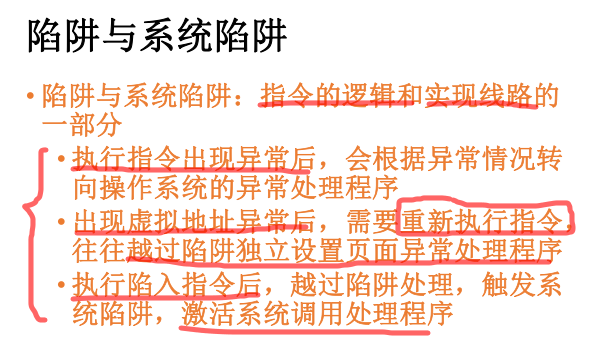 陷阱与系统陷阱
• 陷阱与系统陷阱：指令的逻辑和实现线路的
一部分
• 执行指令出现异常后，会根据异常情况转
向操作系统的异常处理程序
• 出现虚拟地址异常后，需要重新执行指令，
往往越过陷阱独立设置页面异常处理程序
• 执行陷入指令后，越过陷阱处理，触发系
统陷阱，激活系统调用处理程序